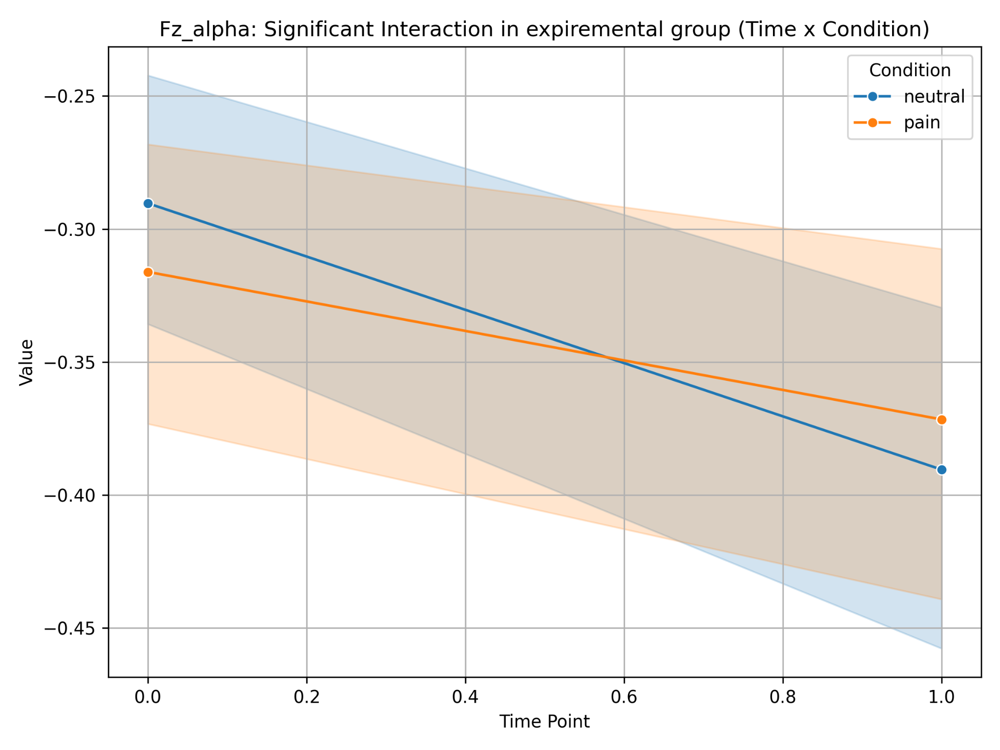 Fz_alpha: Significant Interaction in expiremental group (Time x Condition)
Condition
neutral
pain
−0.25
−0.30
−0.35
−0.40
−0.45
Value
0.0 0.2 0.4 0.6 0.8 1.0
Time Point